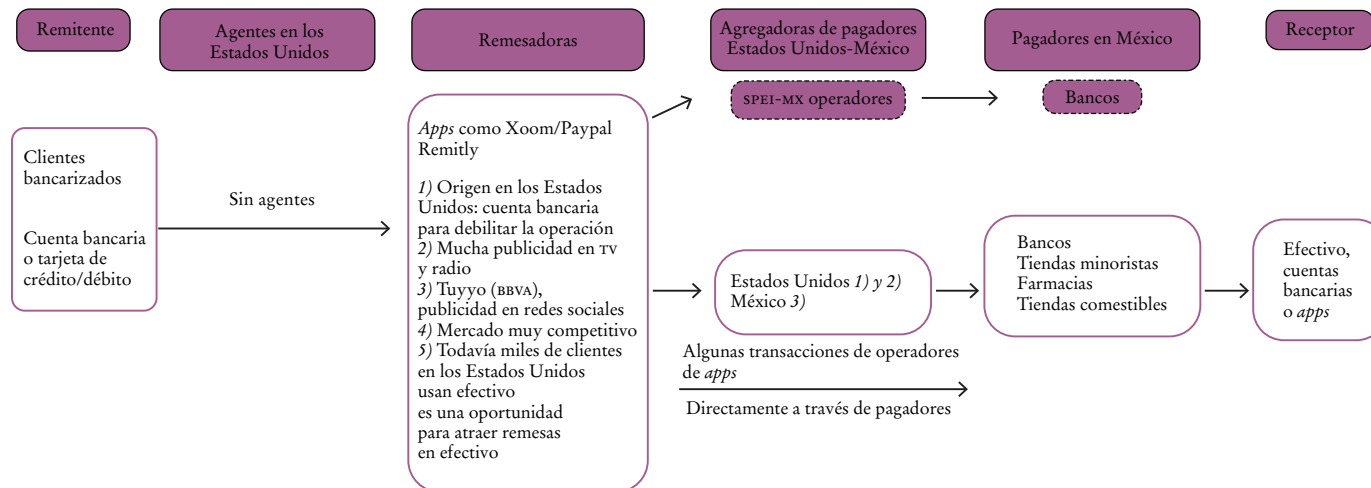 Remitente
Agentes en los
Estados Unidos
Remesadoras
Agregadoras de pagadores
Estados Unidos-México
Pagadores en México
Receptor
SPEI-MX operadores
Bancos
Clientes
bancarizados
Cuenta bancaria
o tarjeta de
crédito/débito
Sin agentes
Apps como Xoom/Paypal
Remitly
1) Origen en los Estados
Unidos: cuenta bancaria
para debilitar la operación
2) Mucha publicidad en TV
y radio
3) Tuyyo (BBVA),
publicidad en redes sociales
4) Mercado muy competitivo
5) Todavía miles de clientes
en los Estados Unidos
usan efectivo
es una oportunidad
para atraer remesas
en efectivo
Estados Unidos 1) y 2)
México 3)
Algunas transacciones de operadores
de apps
Directamente a través de pagadores
Bancos
Tiendas minoristas
Farmacias
Tiendas comestibles
Efectivo,
cuentas
bancarias
o apps